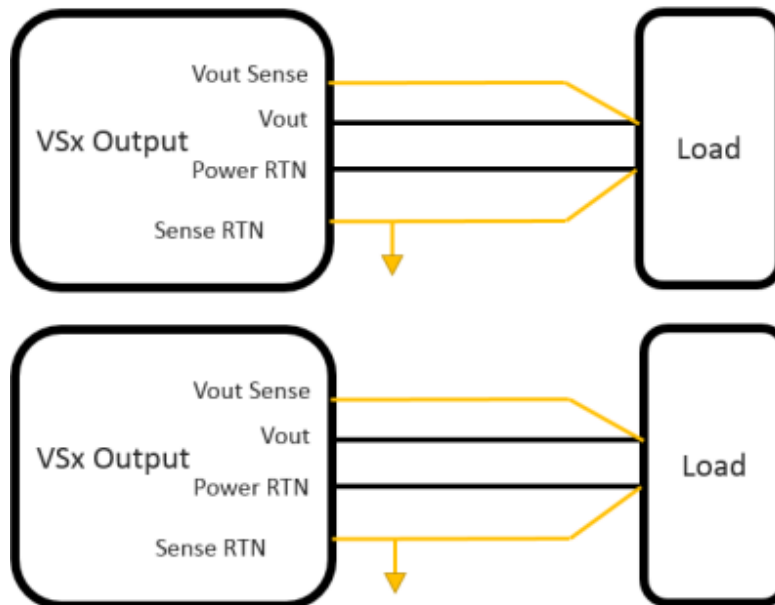 Vout Sense
Vout
VSx Output
Power RTN
Load
Sense RTN
Vout Sense
Vout
VSx Output
Power RTN
Load
Sense RTN